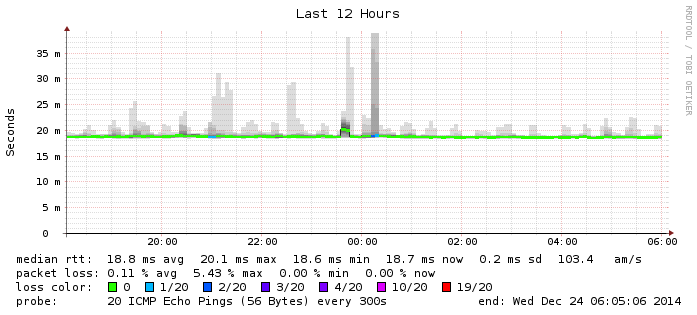 Last 12 Hours
RRDTOOL / TOBI OETIKER
Seconds
35 m
30 m
25 m
20 m
15 m
10 m
5 m
0
20:00 22:00 00:00 02:00 04:00 06:00
median rtt: 18.8 ms avg 20.1 ms max 18.6 ms min 18.7 ms now 0.2 ms sd 103.4 am/s
packet loss: 0.11 % avg 5.43 % max 0.00 % min 0.00 % now
loss color: 0 1/20 2/20 3/20 4/20 10/20 19/20
probe: 20 ICMP Echo Pings (56 Bytes) every 300s end: Wed Dec 24 06:05:06 2014